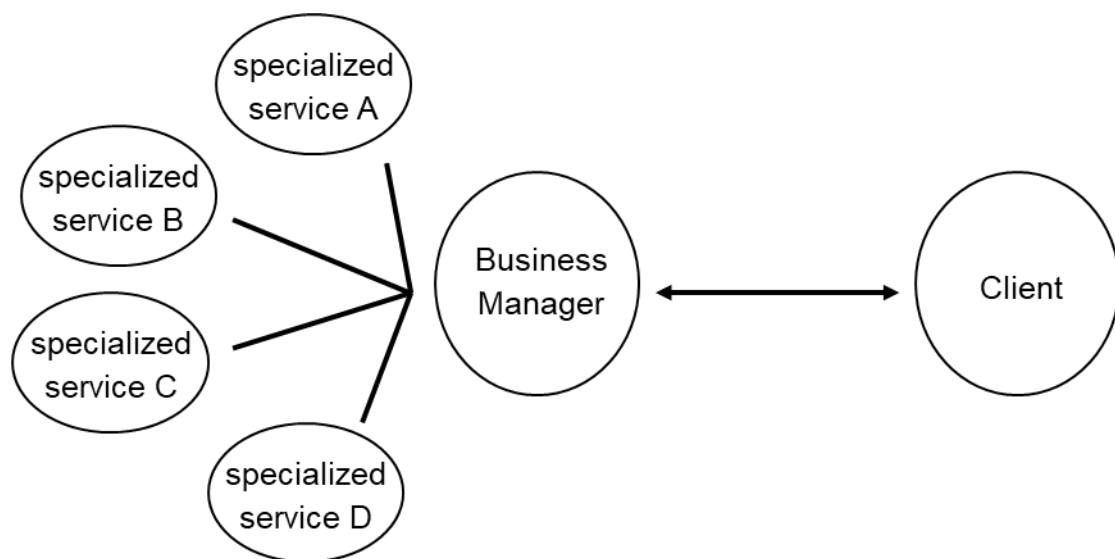 specialized
service A
specialized
service B
specialized
service C
specialized
service D
Business
Manager
Client